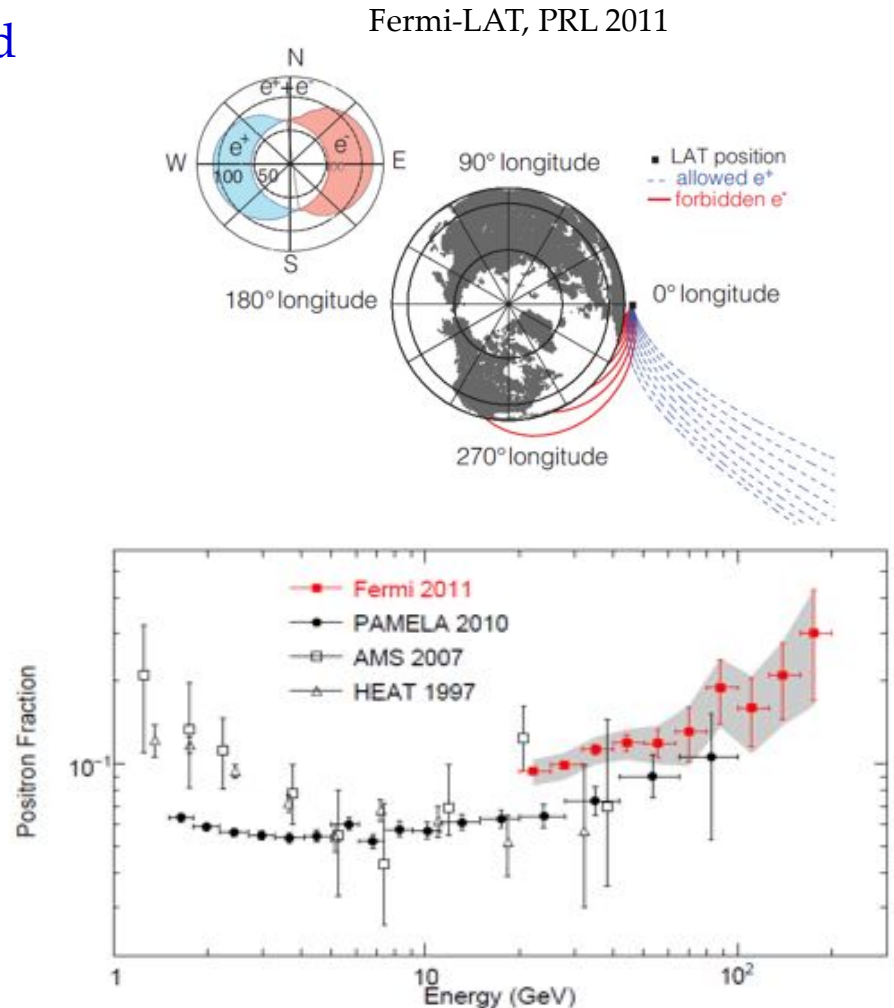 Fermi-LAT, PRL 2011
d
N
e⁺+e⁻
W
e⁺
100
50
e⁻
100
E
S
90° longitude
■ LAT position
--- allowed e⁺
— forbidden e⁻
180° longitude
0° longitude
270° longitude
Fermi 2011
PAMELA 2010
AMS 2007
HEAT 1997
Positron Fraction
10⁻¹
1
10
10²
Energy (GeV)